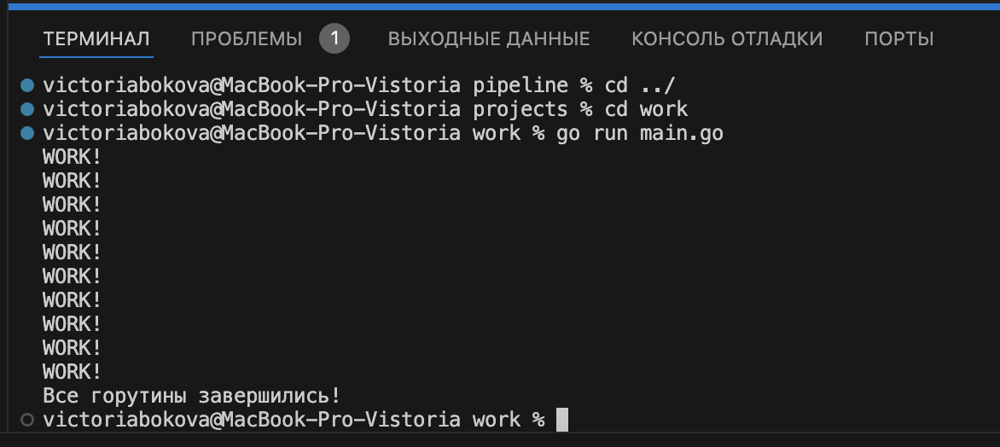 ТЕРМИНАЛ ПРОБЛЕМЫ 1 ВЫХОДНЫЕ ДАННЫЕ КОНСОЛЬ ОТЛАДКИ ПОРТЫ
victoriabokova@MacBook-Pro-Vistoria pipeline % cd ../
victoriabokova@MacBook-Pro-Vistoria projects % cd work
victoriabokova@MacBook-Pro-Vistoria work % go run main.go
WORK!
WORK!
WORK!
WORK!
WORK!
WORK!
WORK!
WORK!
WORK!
WORK!
Все горутины завершились!
victoriabokova@MacBook-Pro-Vistoria work %